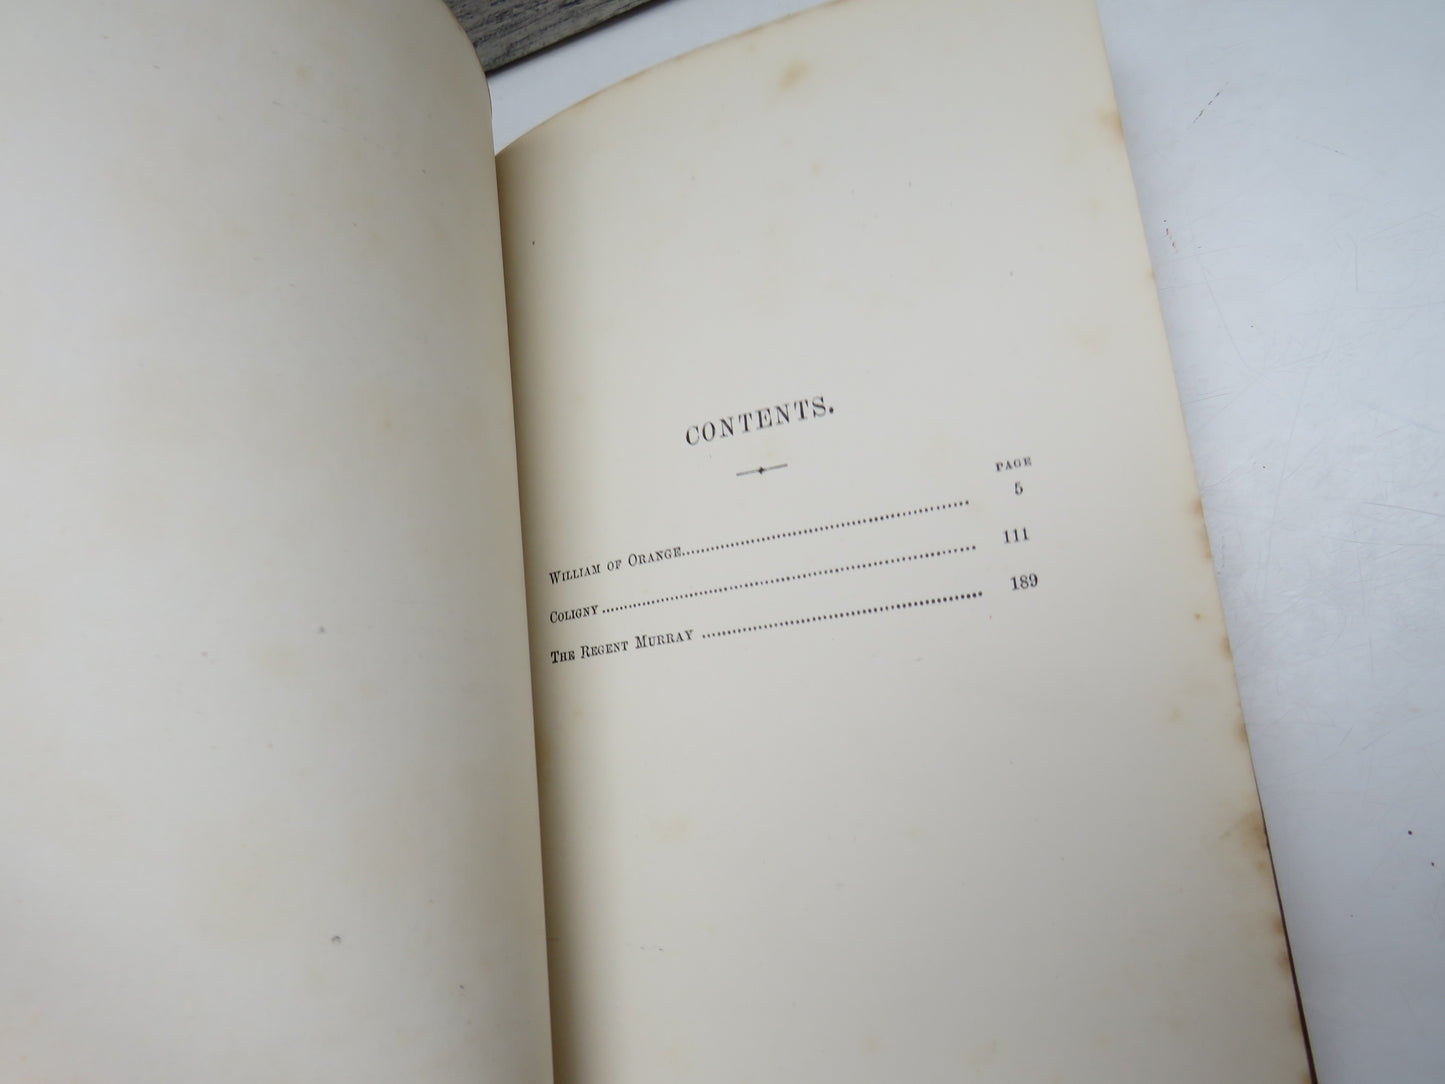 CONTENTS.
PAGE
WILLIAM OF ORANGE.................................................. 5
COLIGNY .................................................................. 111
THE REGENT MURRAY .................................................. 189